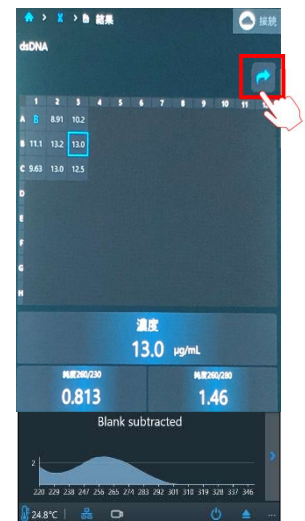 結果
接続
dsDNA
1 2 3 4 5 6 7 8 9 10 11 12
A B 8.91 10.2
B 11.1 13.2 13.0
C 9.63 13.0 12.5
D
E
F
G
H
濃度
13.0 µg/mL
純度260/230 純度260/280
0.813 1.46
Blank subtracted
2
220 229 238 247 256 265 274 283 292 301 310 319 328 337 346
24.8°C